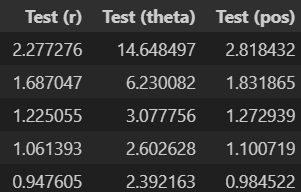 Test (r) Test (theta) Test (pos)
2.277276 14.648497 2.818432
1.687047 6.230082 1.831865
1.225055 3.077756 1.272939
1.061393 2.602628 1.100719
0.947605 2.392163 0.984522